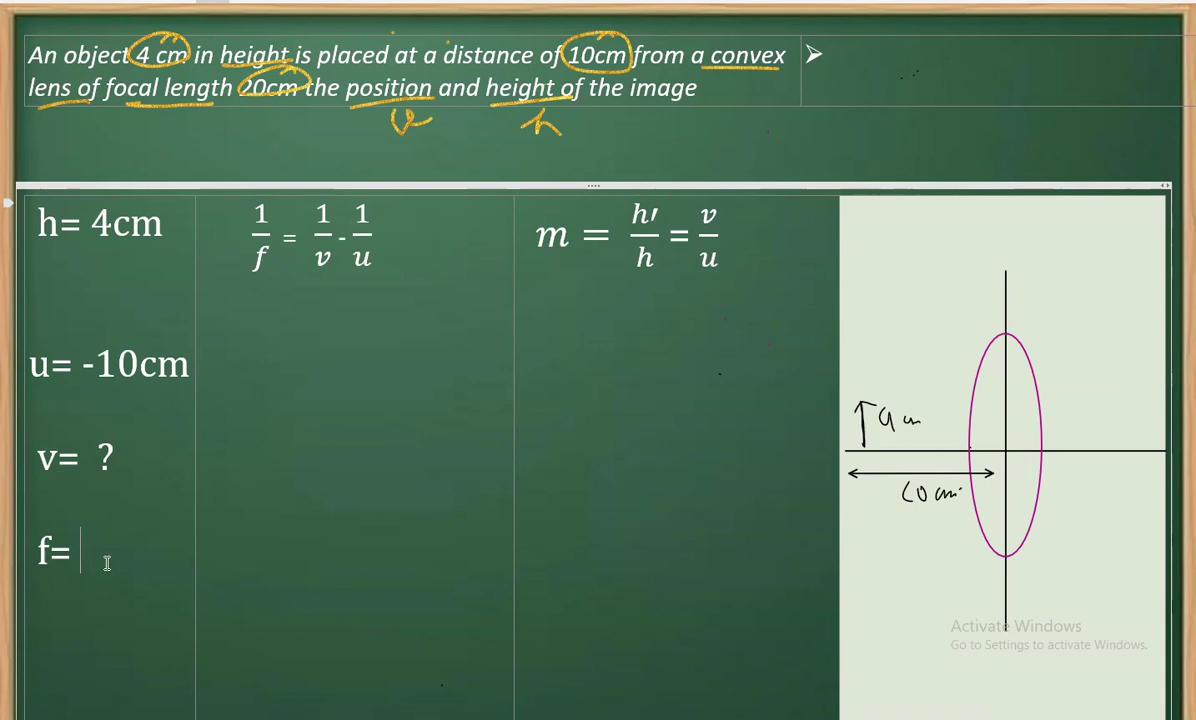 An object 4 cm in height is placed at a distance of 10cm from a convex
lens of focal length 20cm the position and height of the image
v h
h= 4cm
1/f = 1/v - 1/u
m = h′/h = v/u
u= -10cm
v= ?
f=
4 cm
10 cm
Activate Windows
Go to Settings to activate Windows.